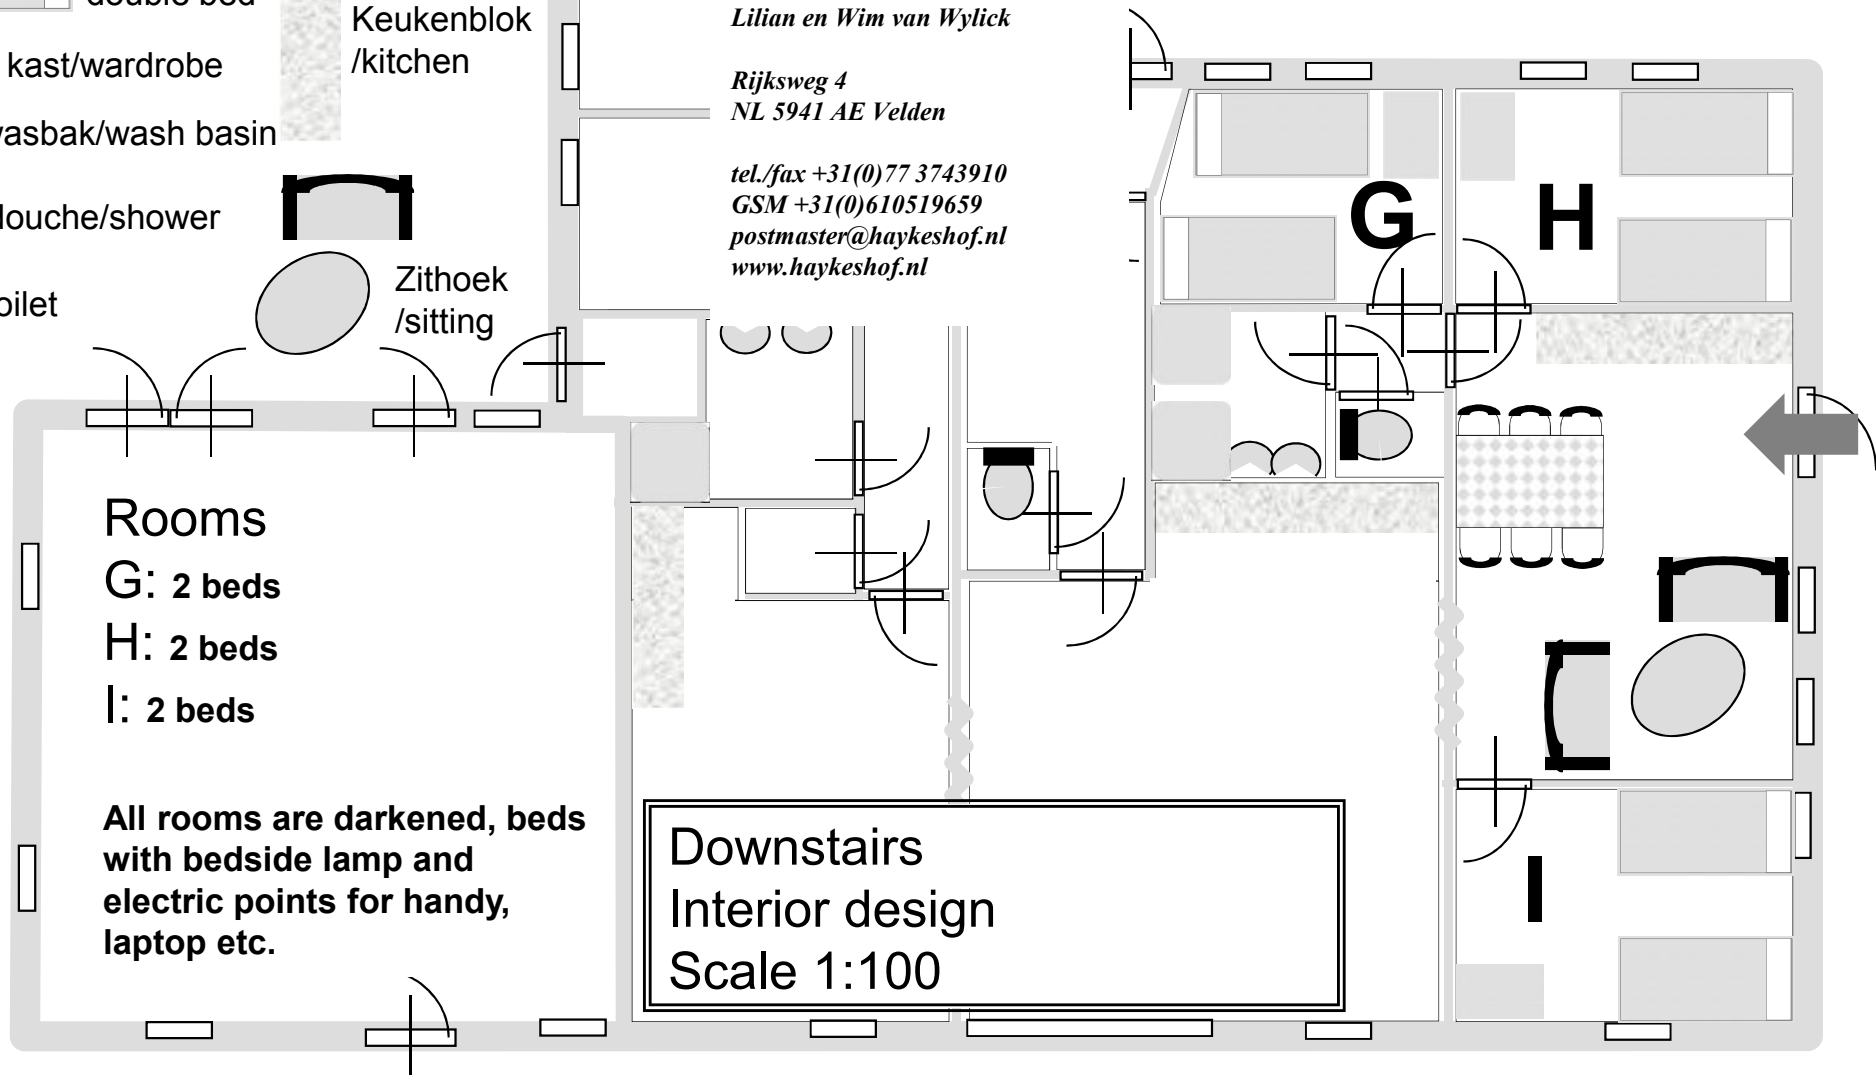 double bed
kast/wardrobe
wasbak/wash basin
douche/shower
toilet
Keukenblok
/kitchen
Zithoek
/sitting
Lilian en Wim van Wylick
Rijksweg 4
NL 5941 AE Velden
tel./fax +31(0)77 3743910
GSM +31(0)610519659
postmaster@haykeshof.nl
www.haykeshof.nl
G
H
Rooms
G: 2 beds
H: 2 beds
I: 2 beds
All rooms are darkened, beds
with bedside lamp and
electric points for handy,
laptop etc.
Downstairs
Interior design
Scale 1:100
I